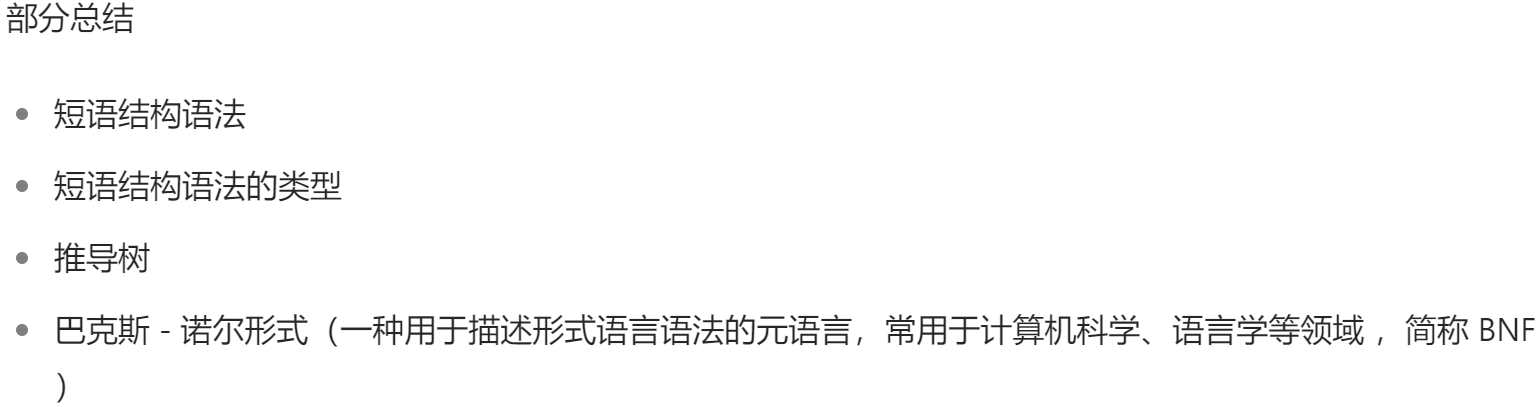 部分总结
• 短语结构语法
• 短语结构语法的类型
• 推导树
• 巴克斯 - 诺尔形式（一种用于描述形式语言语法的元语言，常用于计算机科学、语言学等领域 ，简称 BNF
）